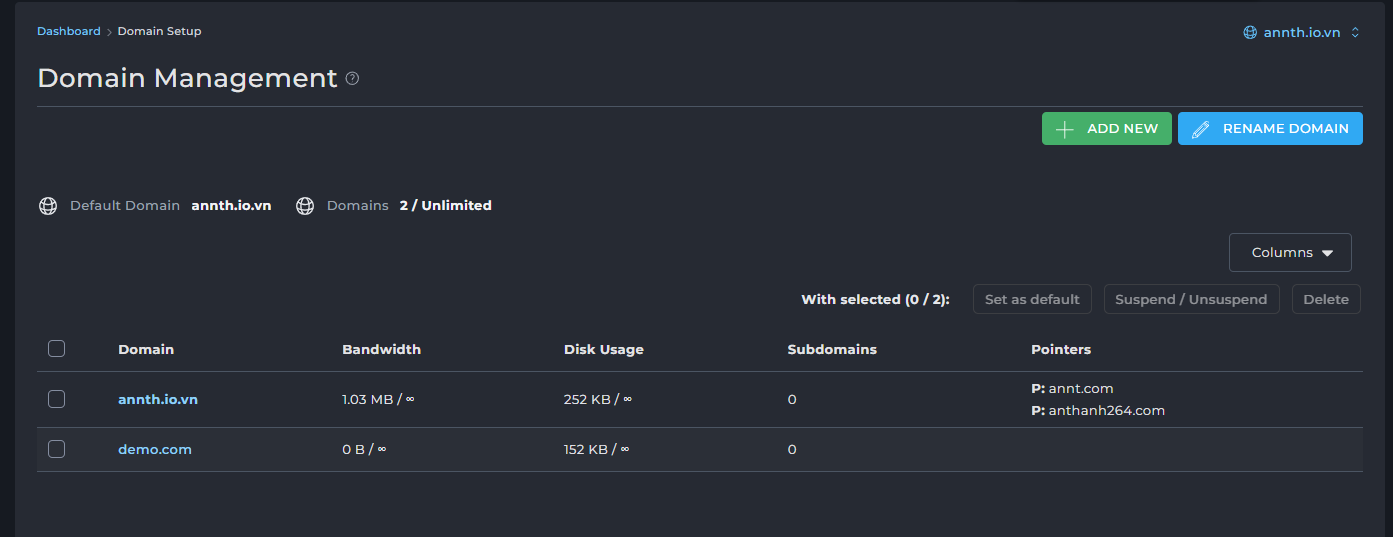 Dashboard > Domain Setup
annth.io.vn
Domain Management ?
ADD NEW RENAME DOMAIN
Default Domain annth.io.vn Domains 2 / Unlimited
Columns
With selected (0 / 2): Set as default Suspend / Unsuspend Delete
Domain Bandwidth Disk Usage Subdomains Pointers
annth.io.vn 1.03 MB / ∞ 252 KB / ∞ 0 P: annt.com
P: anthanh264.com
demo.com 0 B / ∞ 152 KB / ∞ 0